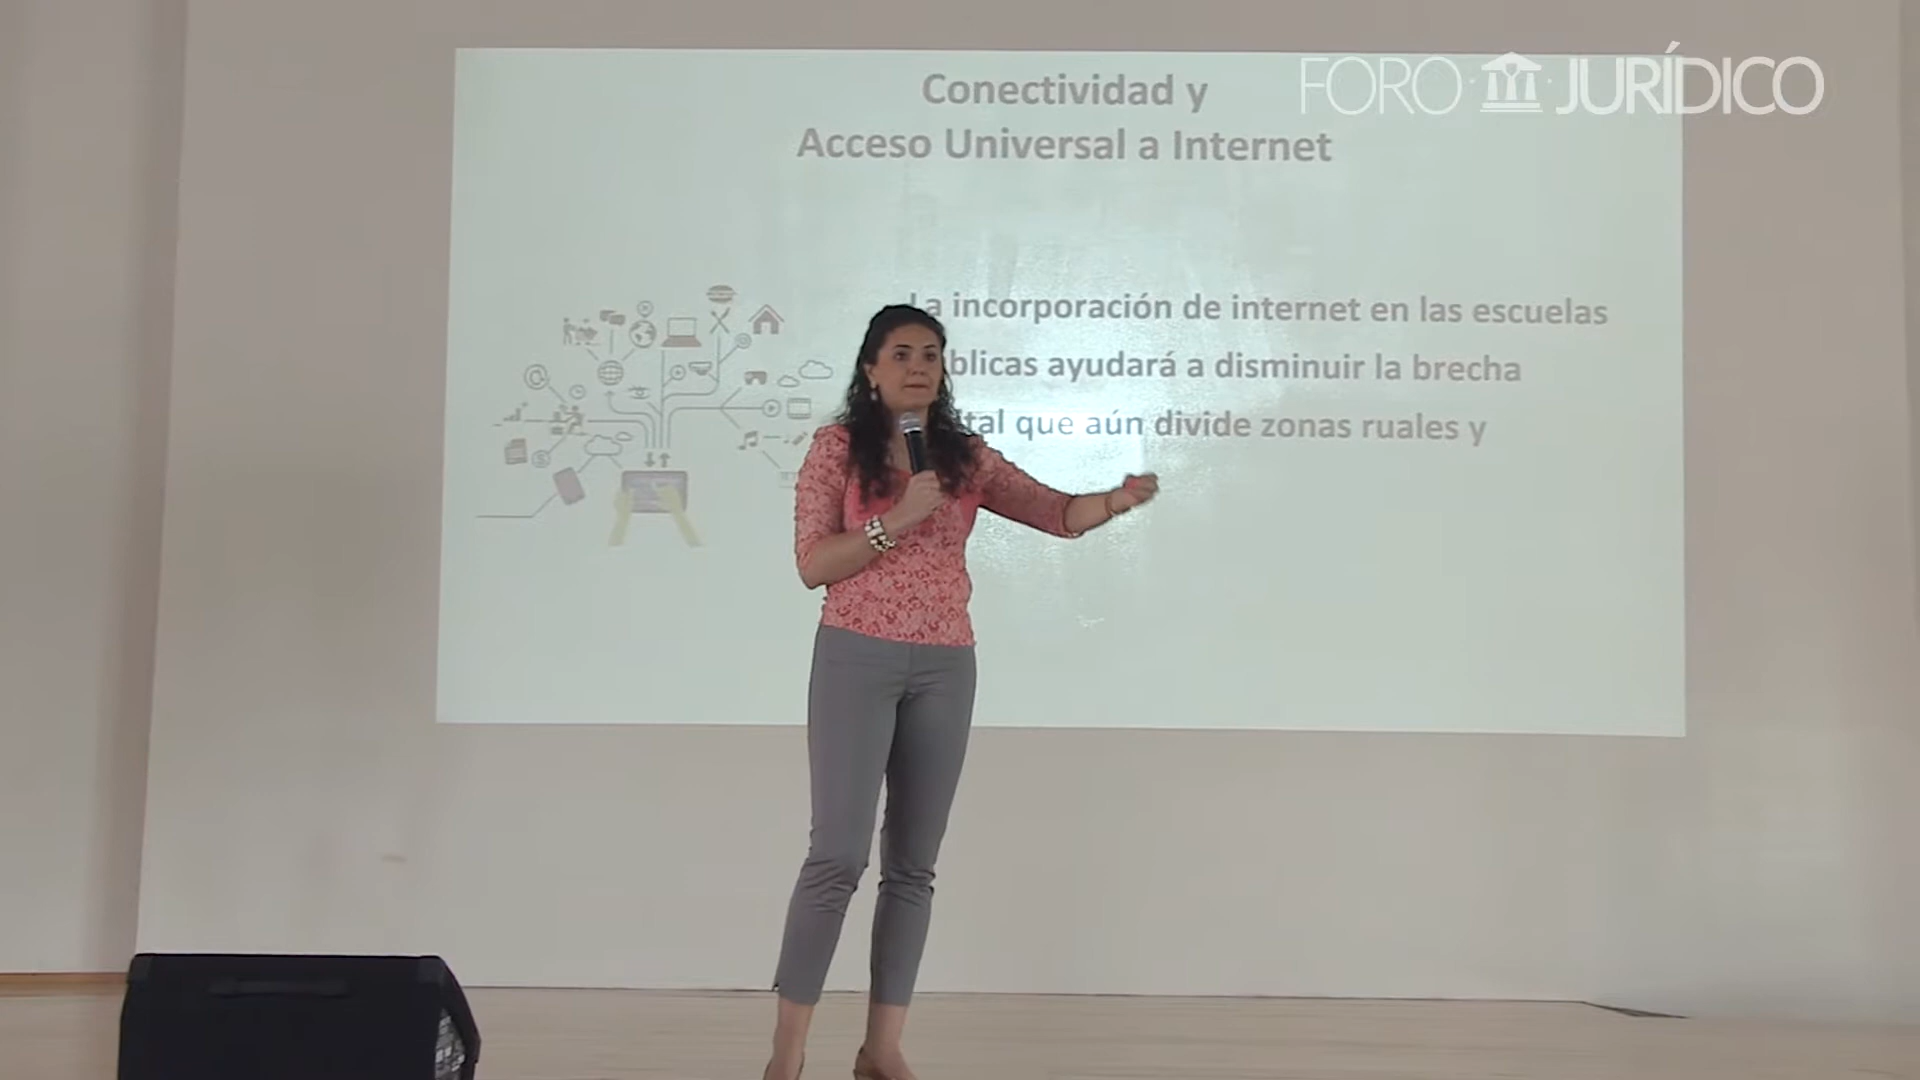 FORO JURÍDICO
Conectividad y
Acceso Universal a Internet
La incorporación de internet en las escuelas
blicas ayudará a disminuir la brecha
ital que aún divide zonas ruales y